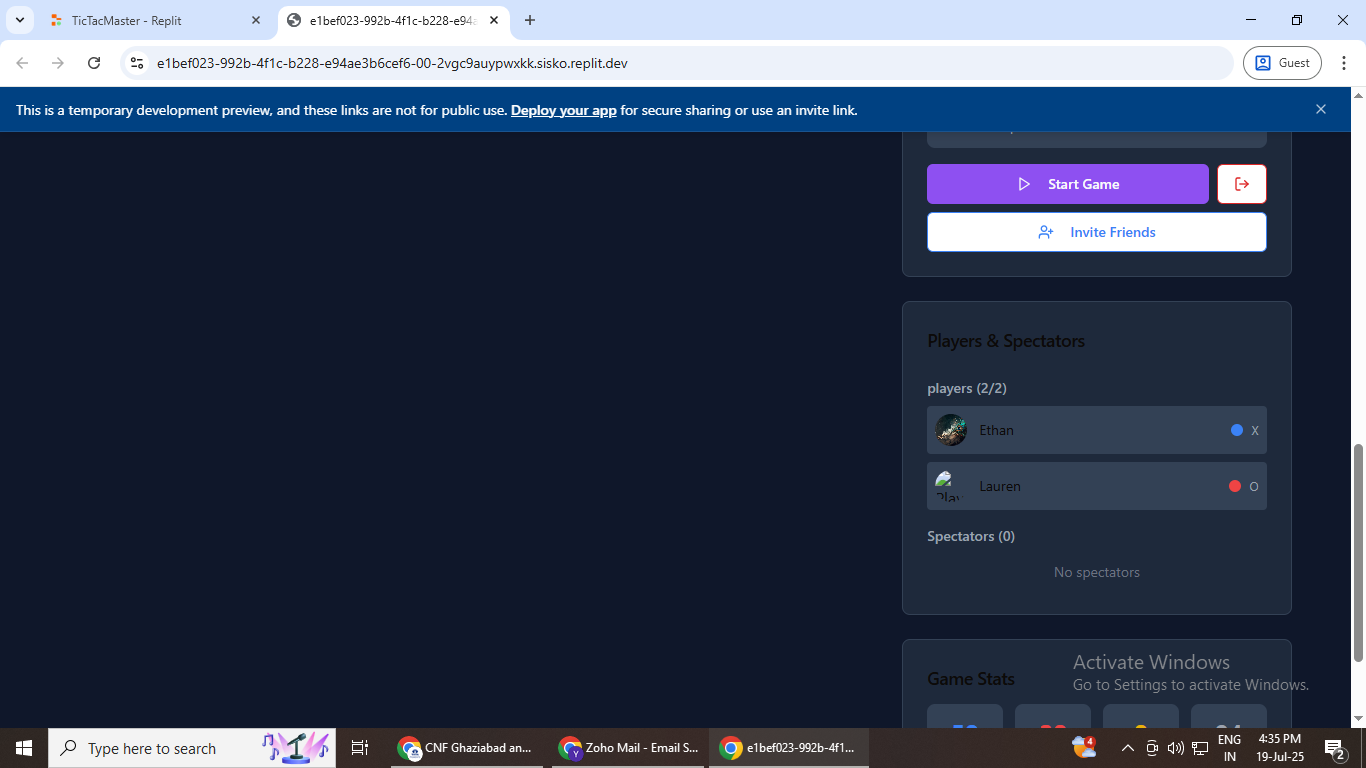 TicTacMaster - Replit
e1bef023-992b-4f1c-b228-e94ae
e1bef023-992b-4f1c-b228-e94ae3b6cef6-00-2vgc9auypwxkk.sisko.replit.dev
Guest
This is a temporary development preview, and these links are not for public use. Deploy your app for secure sharing or use an invite link.
Start Game
Invite Friends
Players & Spectators
players (2/2)
Ethan
X
Play
Lauren
O
Spectators (0)
No spectators
Game Stats
Activate Windows
Go to Settings to activate Windows.
Type here to search
CNF Ghaziabad an...
Zoho Mail - Email S...
e1bef023-992b-4f1...
4
ENG
IN
4:35 PM
19-Jul-25
2